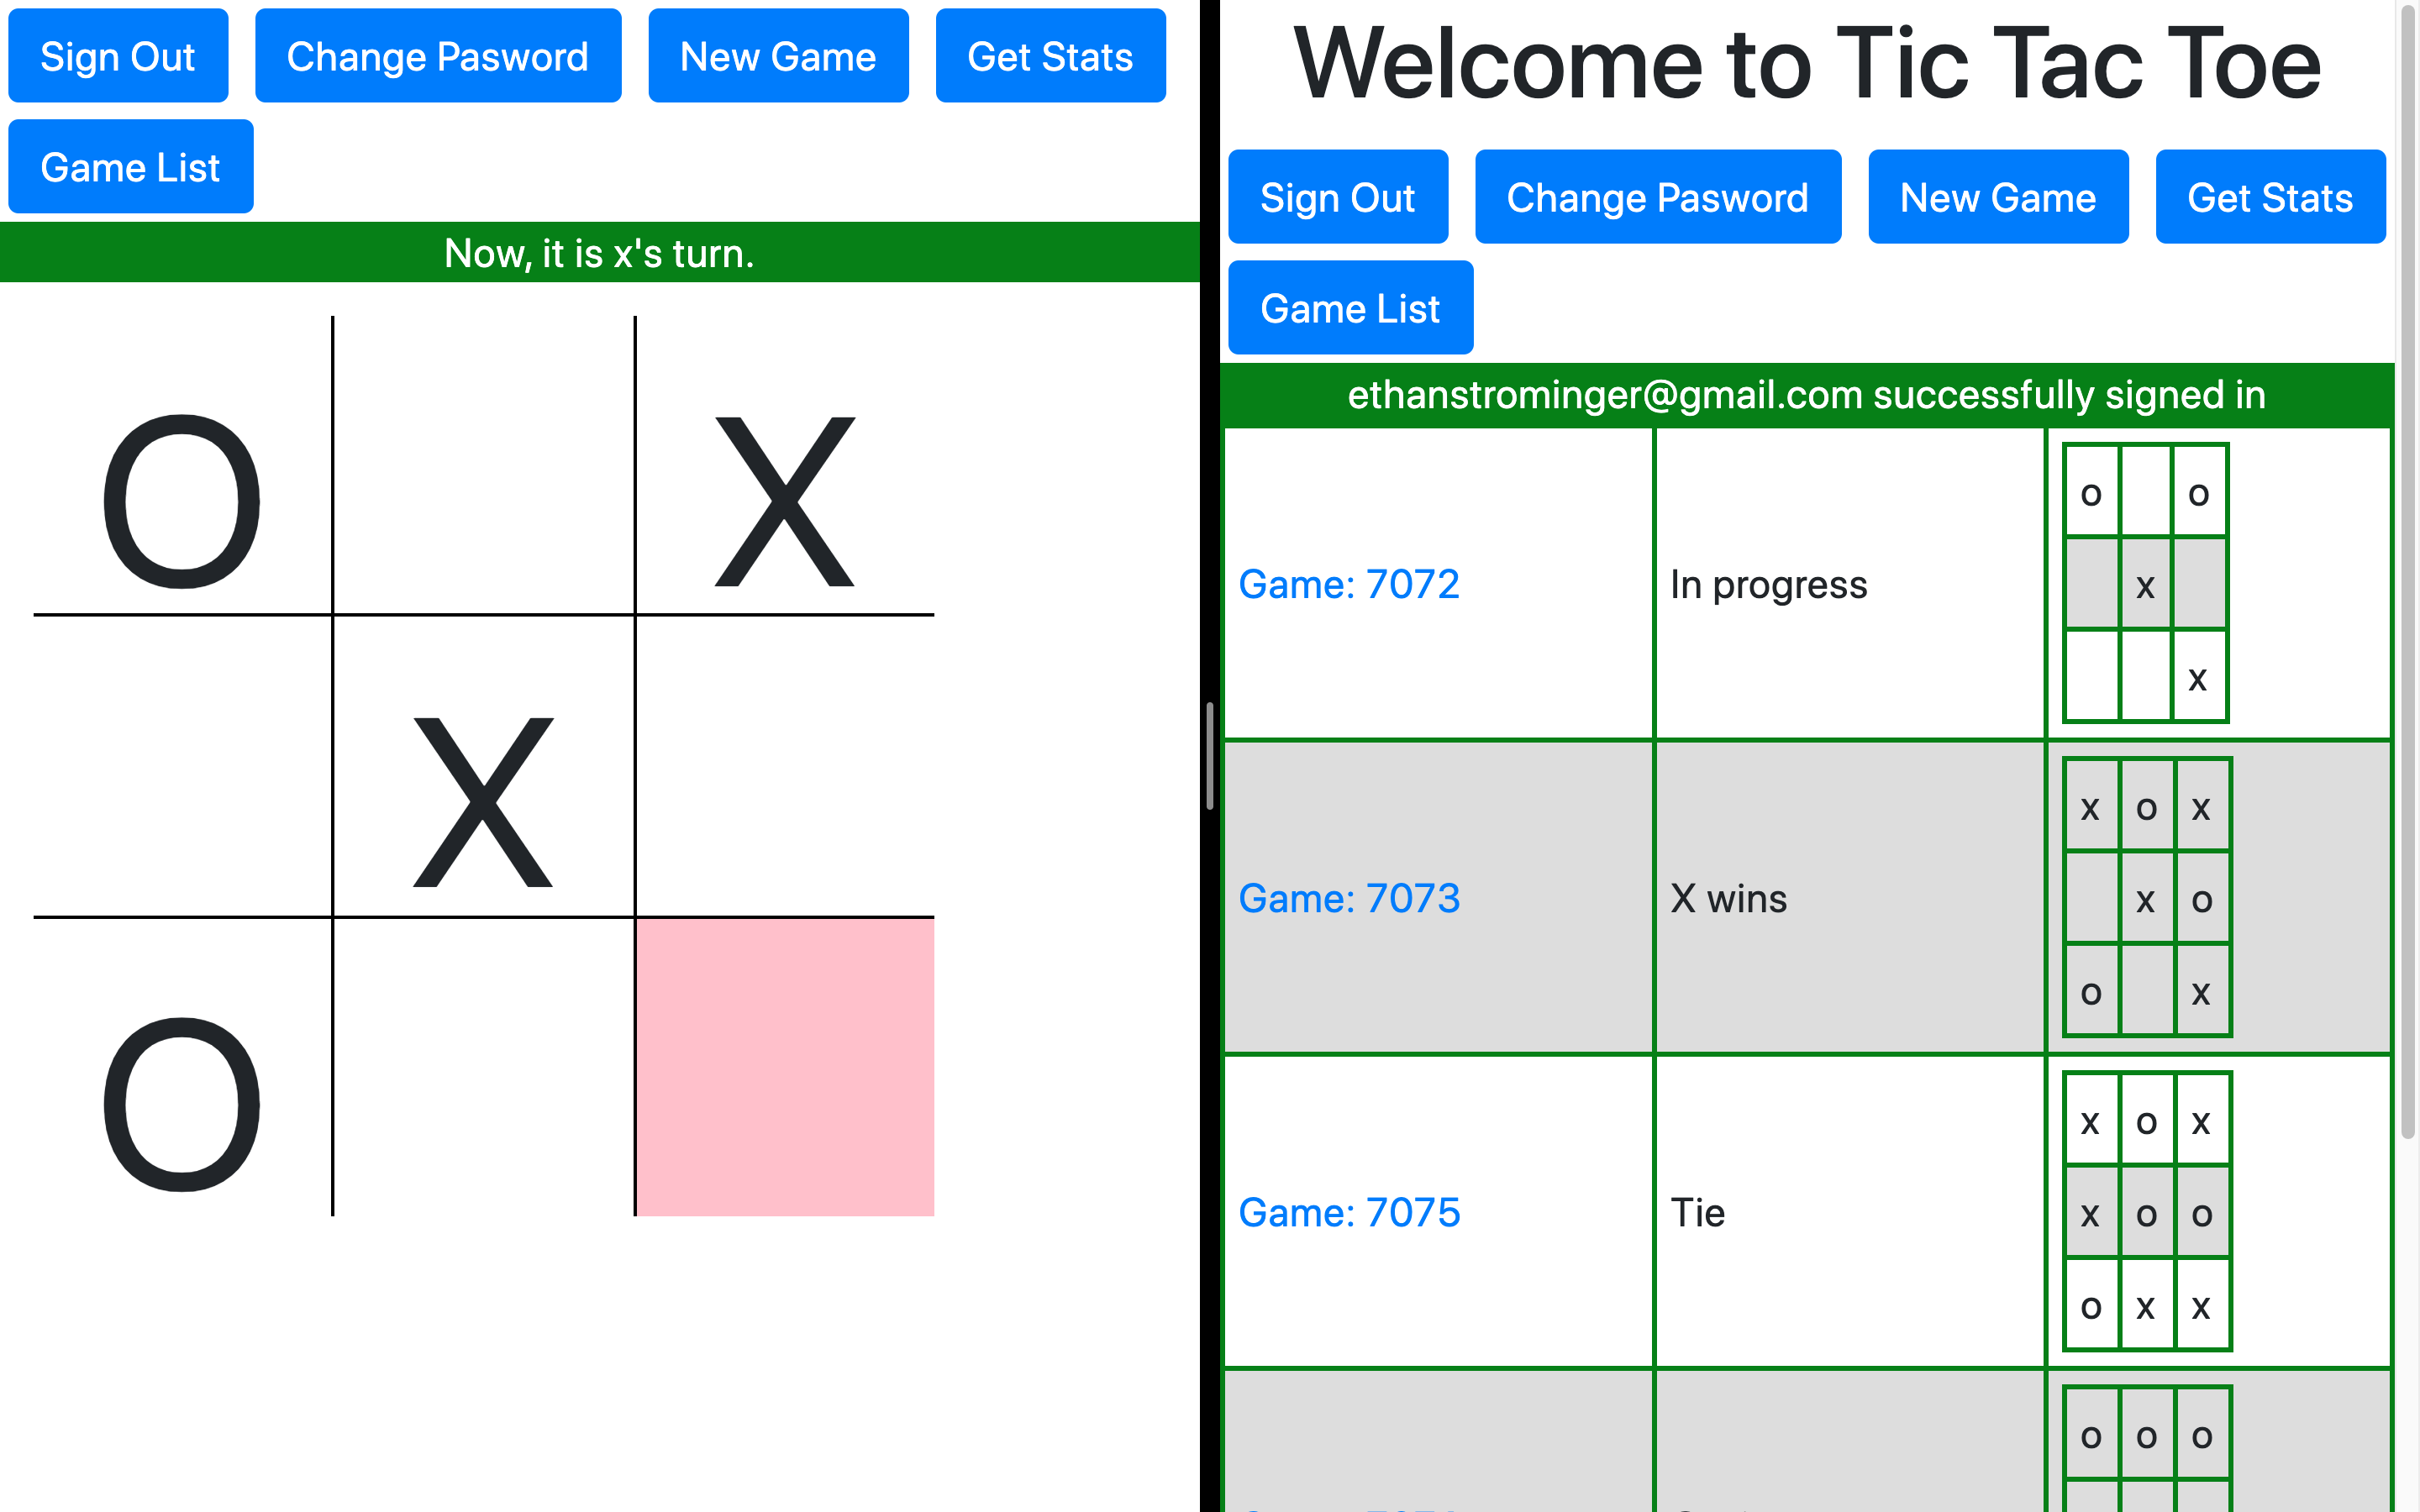 Sign Out Change Pasword New Game Get Stats
Game List
Now, it is x's turn.
O X
X
O
Welcome to Tic Tac Toe
Sign Out Change Pasword New Game Get Stats
Game List
ethanstrominger@gmail.com successfully signed in
Game: 7072 In progress
o o
x
x
Game: 7073 X wins
x o x
x o
o x
Game: 7075 Tie
x o x
x o o
o x x
o o o